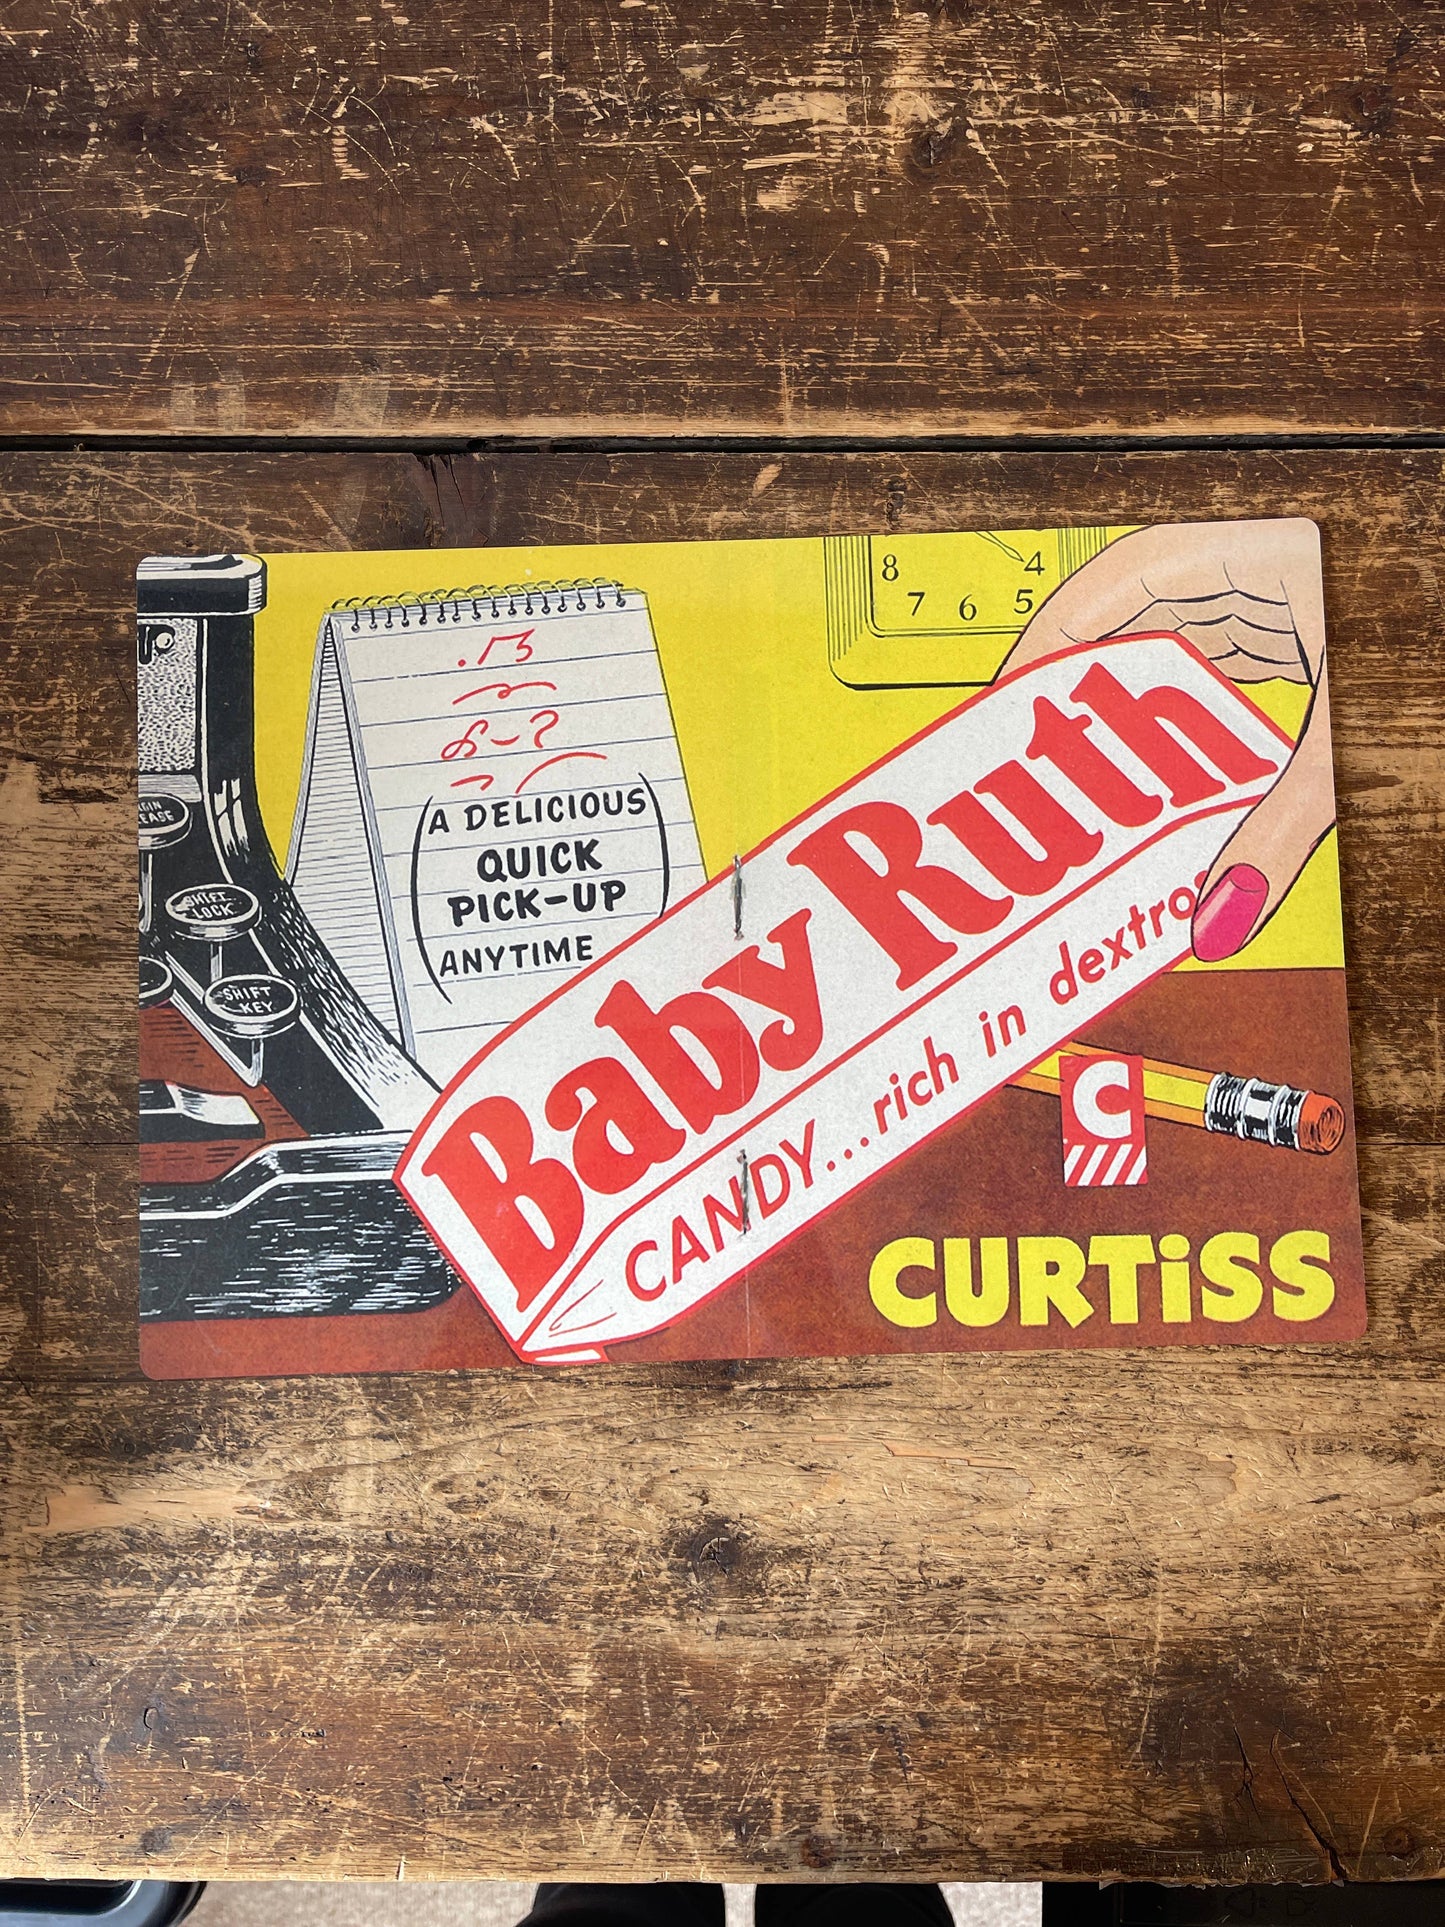 8 4
7 6 5
A DELICIOUS
QUICK
PICK-UP
ANYTIME
SHIFT
LOCK
SHIFT
KEY
Baby Ruth
CANDY...rich in dextro
C
CURTiSS